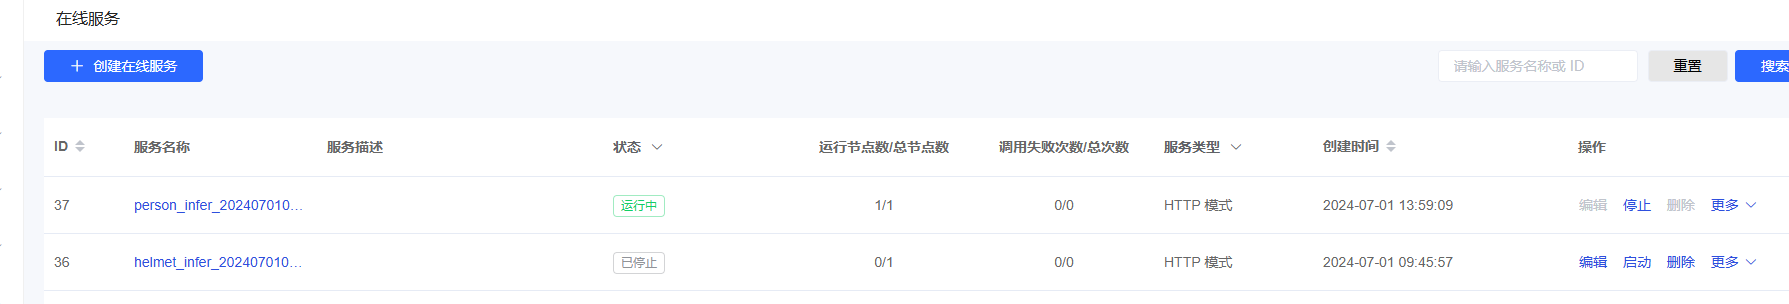 在线服务
＋ 创建在线服务 请输入服务名称或 ID 重置 搜索
ID 服务名称 服务描述 状态 运行节点数/总节点数 调用失败次数/总次数 服务类型 创建时间 操作
37 person_infer_202407010... 运行中 1/1 0/0 HTTP 模式 2024-07-01 13:59:09 编辑 停止 删除 更多
36 helmet_infer_202407010... 已停止 0/1 0/0 HTTP 模式 2024-07-01 09:45:57 编辑 启动 删除 更多